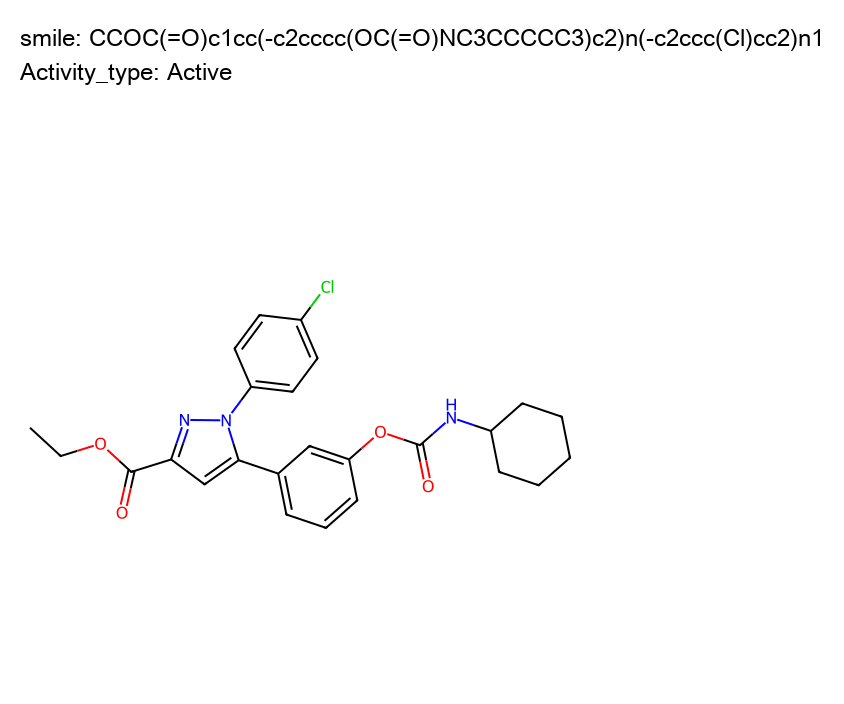 smile: CCOC(=O)c1cc(-c2cccc(OC(=O)NC3CCCCC3)c2)n(-c2ccc(Cl)cc2)n1
Activity_type: Active
Cl
H
N
N
N
O
O
O
O